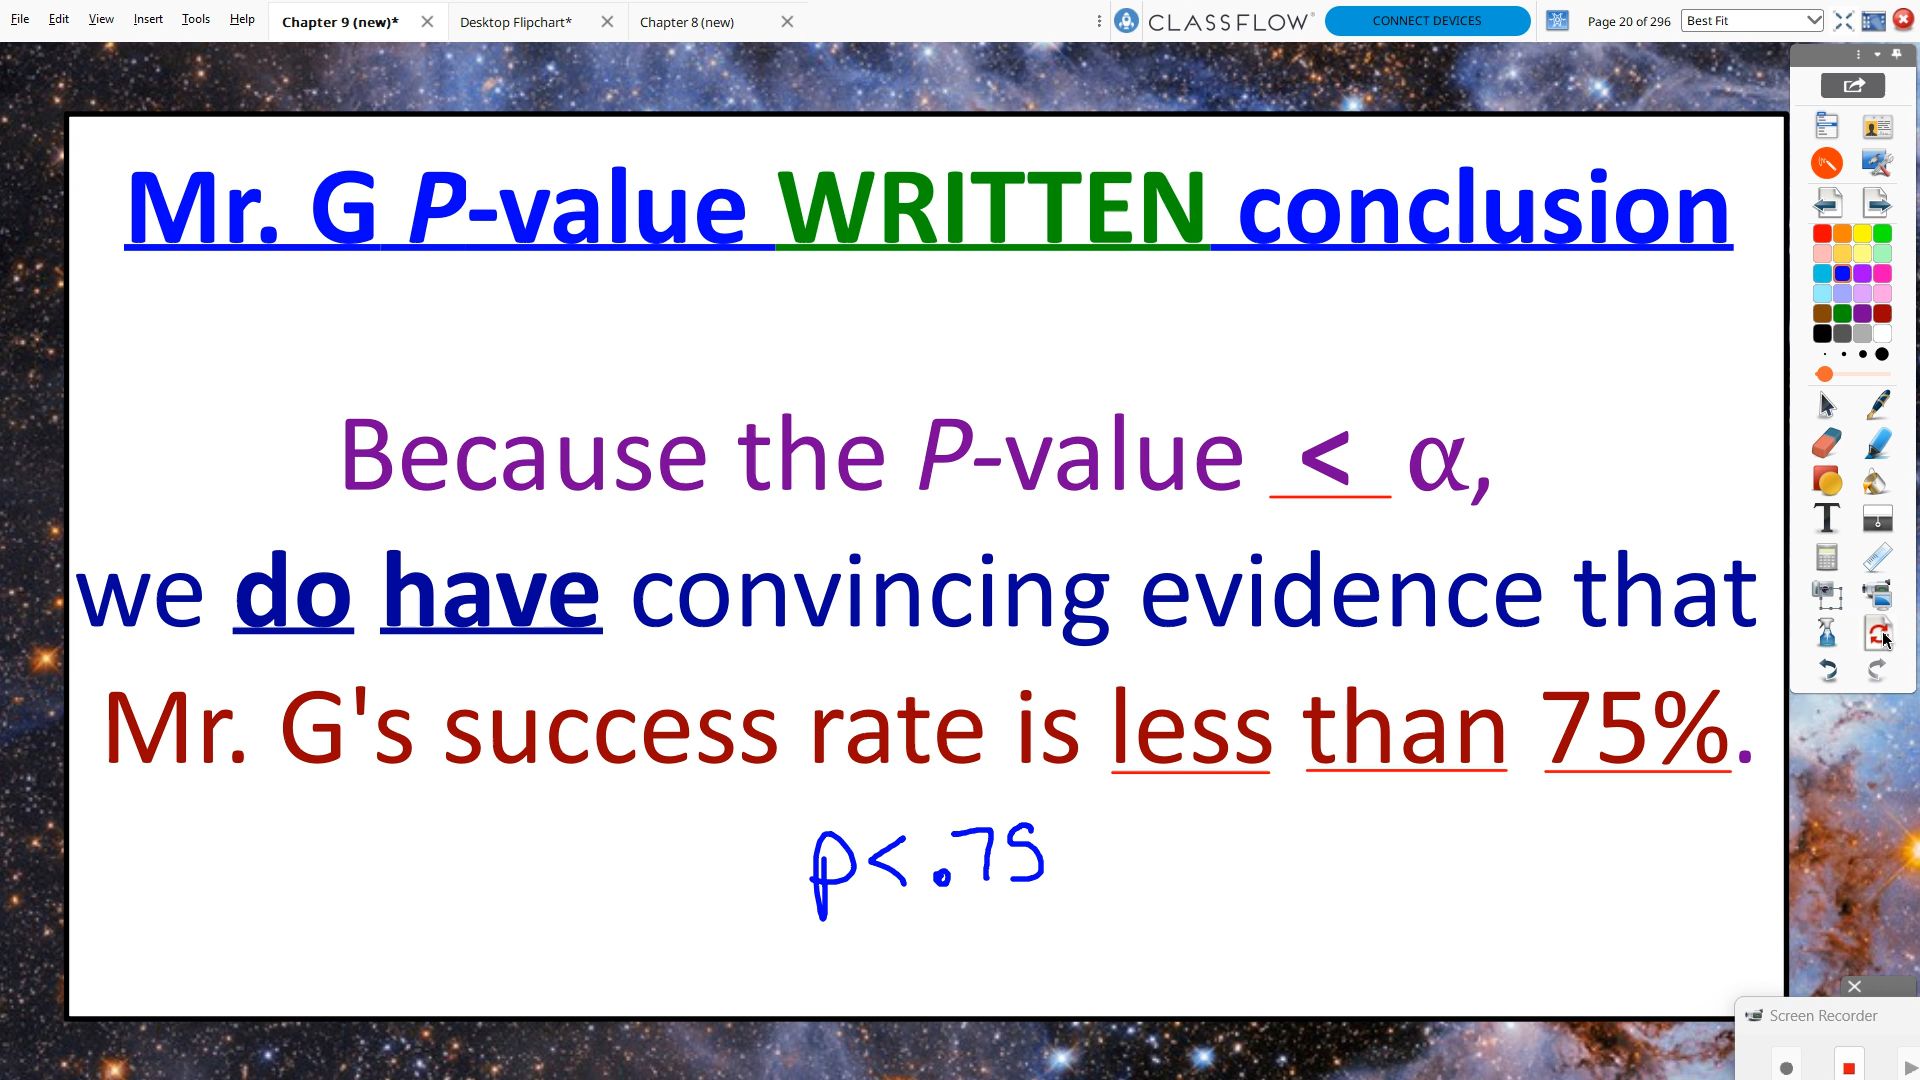 File Edit View Insert Tools Help Chapter 9 (new)* Desktop Flipchart* Chapter 8 (new) CLASSFLOW CONNECT DEVICES Page 20 of 296 Best Fit
Mr. G P-value WRITTEN conclusion
Because the P-value < α,
we do have convincing evidence that
Mr. G's success rate is less than 75%.
p < .75
Screen Recorder